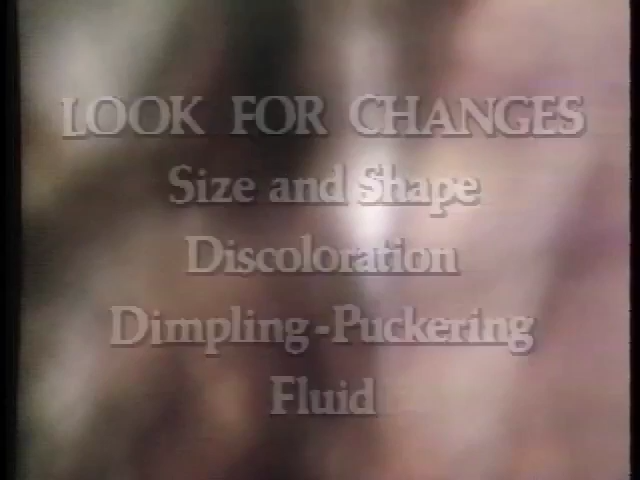 LOOK FOR CHANGES
Size and Shape
Discoloration
Dimpling-Puckering
Fluid